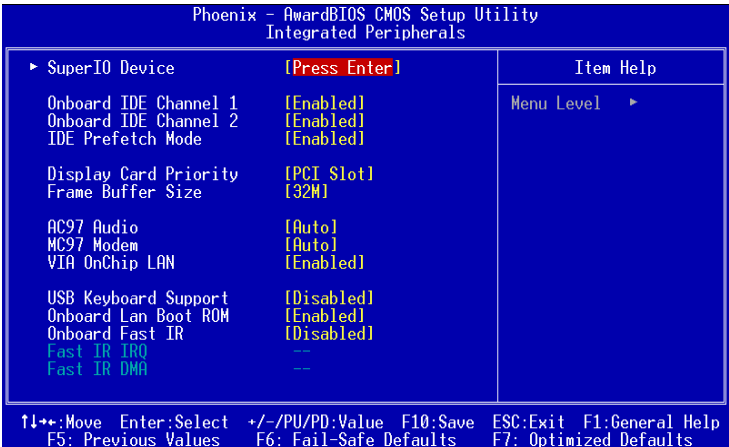 Phoenix - AwardBIOS CMOS Setup Utility
Integrated Peripherals
► SuperIO Device [Press Enter] Item Help
Onboard IDE Channel 1 [Enabled] Menu Level ►
Onboard IDE Channel 2 [Enabled]
IDE Prefetch Mode [Enabled]
Display Card Priority [PCI Slot]
Frame Buffer Size [32M]
AC97 Audio [Auto]
MC97 Modem [Auto]
VIA OnChip LAN [Enabled]
USB Keyboard Support [Disabled]
Onboard Lan Boot ROM [Enabled]
Onboard Fast IR [Disabled]
Fast IR IRQ --
Fast IR DMA --
↑↓→←:Move Enter:Select +/-/PU/PD:Value F10:Save ESC:Exit F1:General Help
F5: Previous Values F6: Fail-Safe Defaults F7: Optimized Defaults